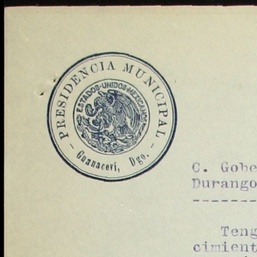 PRESIDENCIA MUNICIPAL
ESTADOS·UNIDOS·MEXICANOS
- Guanaceví, Dgo. -
C. Gobe
Durango
-------
Teng
cimient